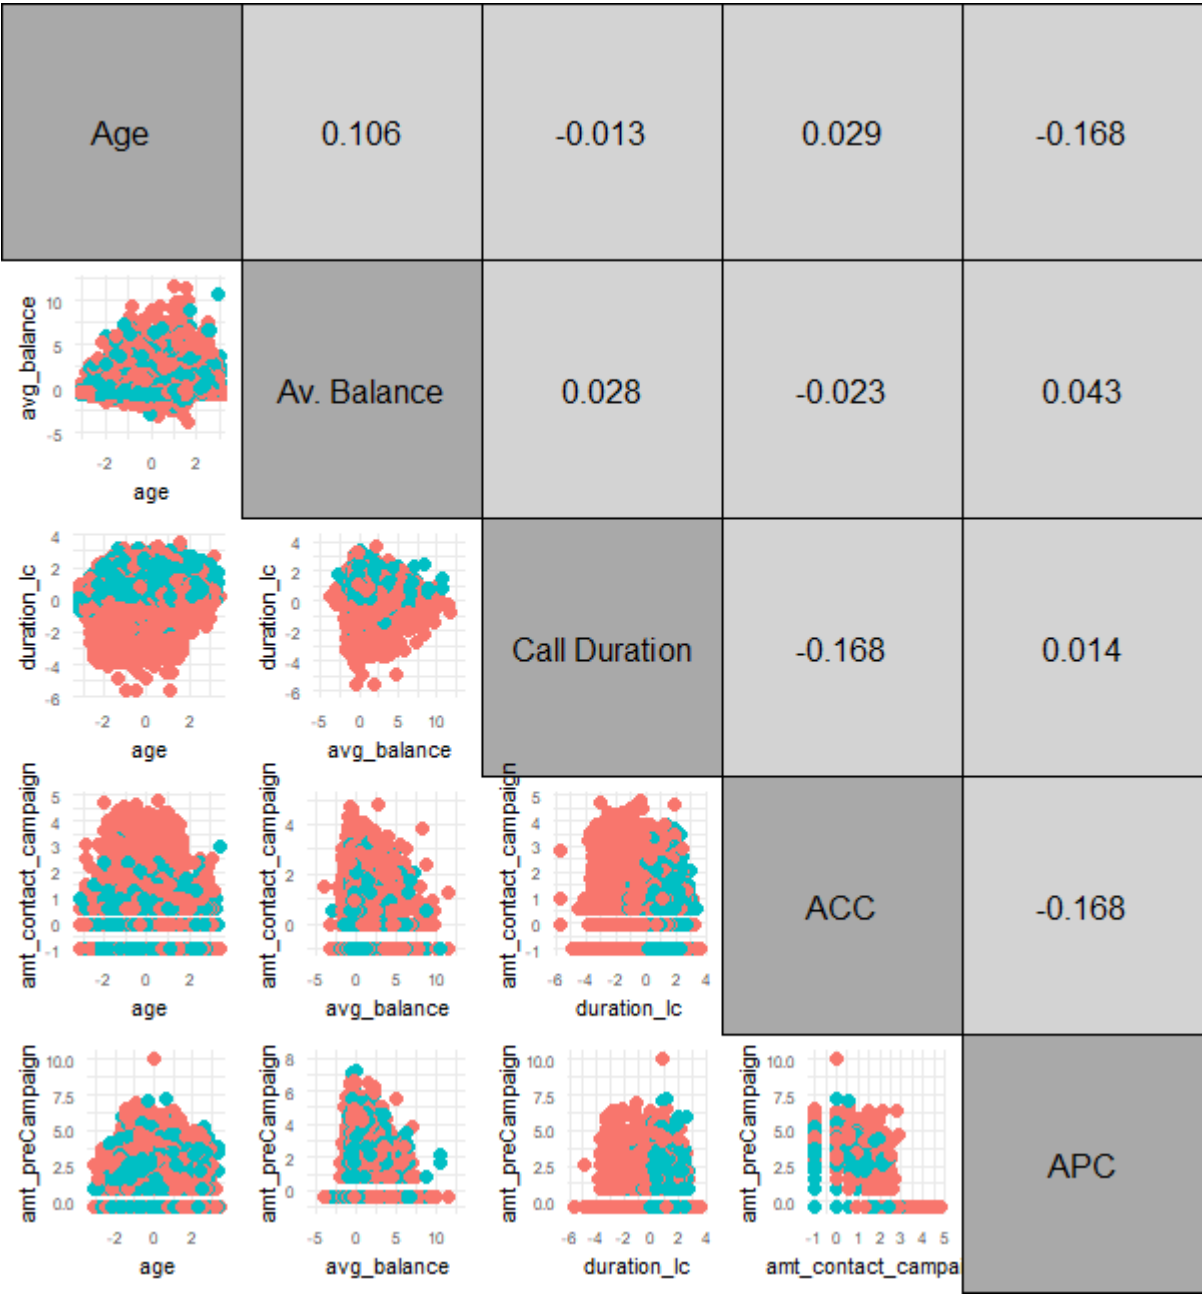 Age
0.106
-0.013
0.029
-0.168
avg_balance
10
5
0
-5
-2 0 2
age
Av. Balance
0.028
-0.023
0.043
duration_lc
4
2
0
-2
-4
-6
-2 0 2
age
duration_lc
4
2
0
-2
-4
-6
-5 0 5 10
avg_balance
Call Duration
-0.168
0.014
amt_contact_campaign
5
4
3
2
1
0
-1
-2 0 2
age
amt_contact_campaign
4
2
0
-5 0 5 10
avg_balance
amt_contact_campaign
5
4
3
2
1
0
-1
-6 -4 -2 0 2 4
duration_lc
ACC
-0.168
amt_preCampaign
10.0
7.5
5.0
2.5
0.0
-2 0 2
age
amt_preCampaign
8
6
4
2
0
-5 0 5 10
avg_balance
amt_preCampaign
10.0
7.5
5.0
2.5
0.0
-6 -4 -2 0 2 4
duration_lc
amt_preCampaign
10.0
7.5
5.0
2.5
0.0
-1 0 1 2 3 4 5
amt_contact_campai
APC